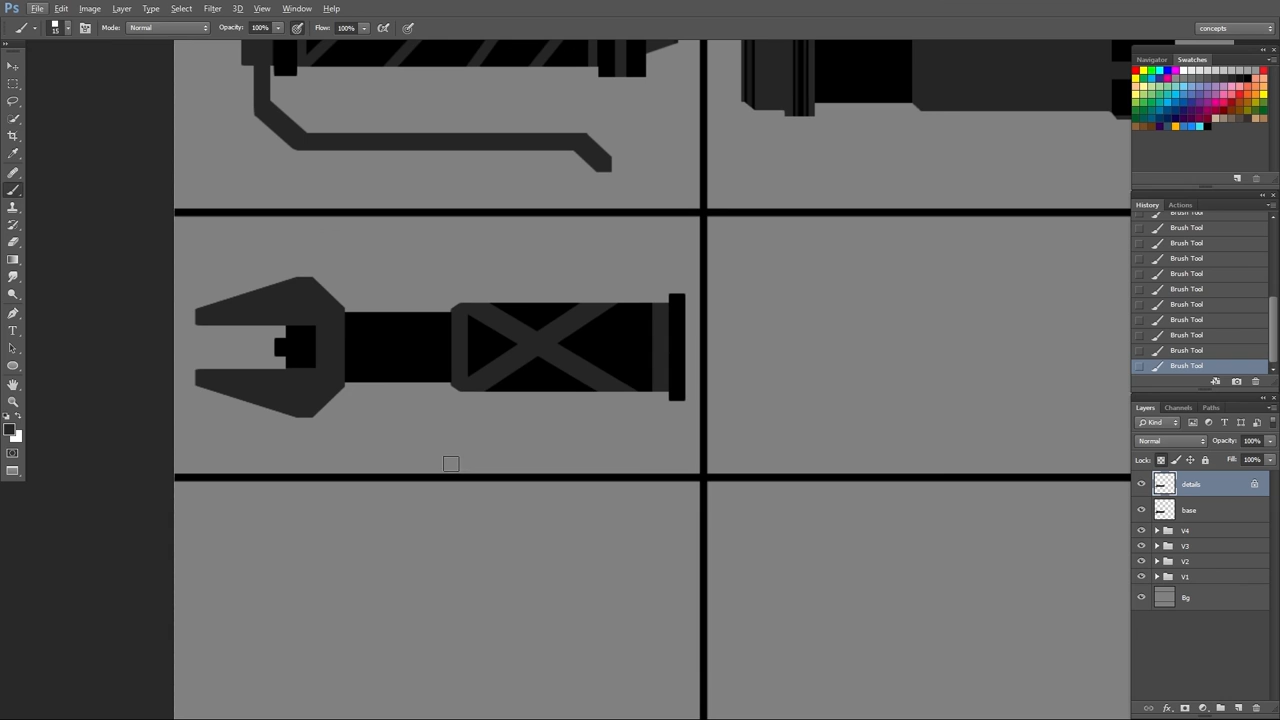 Ps File Edit Image Layer Type Select Filter 3D View Window Help
15 Mode: Normal Opacity: 100% Flow: 100% concepts
Navigator Swatches
History Actions
Brush Tool
Brush Tool
Brush Tool
Brush Tool
Brush Tool
Brush Tool
Brush Tool
Brush Tool
Brush Tool
Brush Tool
Brush Tool
Layers Channels Paths
Kind
Normal Opacity: 100%
Lock: Fill: 100%
details
base
V4
V3
V2
V1
Bg